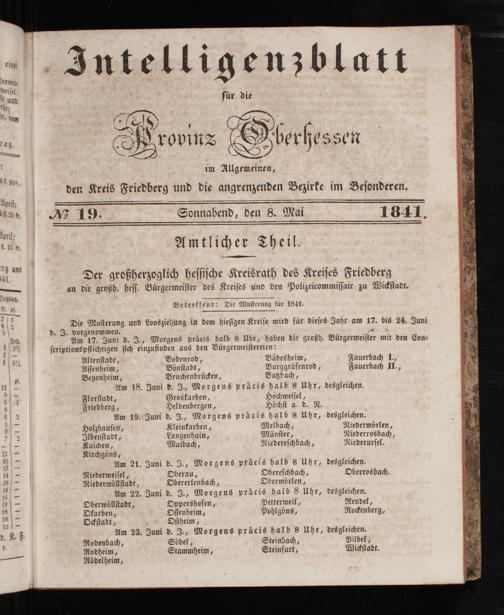 Intelligenzblatt
für die
Provinz Oberhessen
im Allgemeinen,
den Kreis Friedberg und die angrenzenden Bezirke im Besonderen.
№ 19. Sonnabend, den 8. Mai 1841.
Amtlicher Theil.
Der großherzoglich hessische Kreisrath des Kreises Friedberg
an die großh. hess. Bürgermeister des Kreises und den Polizeicommissair zu Wickstadt.
Betreffend: Die Musterung für 1841.
Die Musterung und Loosziehung in dem hiesigen Kreise wird für dieses Jahr am 17. bis 24. Juni
d. J. vorgenommen.
Am 17. Juni d. J., Morgens präcis halb 8 Uhr, haben die großh. Bürgermeister mit den Con-
scriptionspflichtigen sich einzufinden aus den Bürgermeistereien:
Altenstadt, Bodenrod, Büdesheim, Fauerbach I.,
Assenheim, Bönstadt, Burggräfenrod, Fauerbach II.,
Beyenheim, Bruchenbrücken, Butzbach,
Am 18. Juni d. J., Morgens präcis halb 8 Uhr, desgleichen.
Florstadt, Großkarben, Hochweisel,
Friedberg, Heldenbergen, Höchst a. d. N.
Am 19. Juni d. J., Morgens präcis halb 8 Uhr, desgleichen.
Holzhausen, Kleinkarben, Melbach, Niedermörlen,
Ilbenstadt, Langenhain, Münster, Niederrosbach,
Kaichen, Maibach, Niedereschbach, Niederursel.
Kirchgöns,
Am 21. Juni d. J., Morgens präcis halb 8 Uhr, desgleichen.
Niederweisel, Oberau, Obereschbach, Oberrosbach.
Niederwöllstadt, Obererlenbach, Obermörlen,
Am 22. Juni d. J., Morgens präcis halb 8 Uhr, desgleichen.
Oberwöllstadt, Oppershofen, Petterweil, Rendel,
Okarben, Ossenheim, Pohlgöns, Rockenberg,
Ockstadt, Ostheim,
Am 23. Juni d. J., Morgens präcis halb 8 Uhr, desgleichen.
Rodenbach, Södel, Steinbach, Vilbel,
Rodheim, Stammheim, Steinfurt, Wickstadt.
Rödelheim,